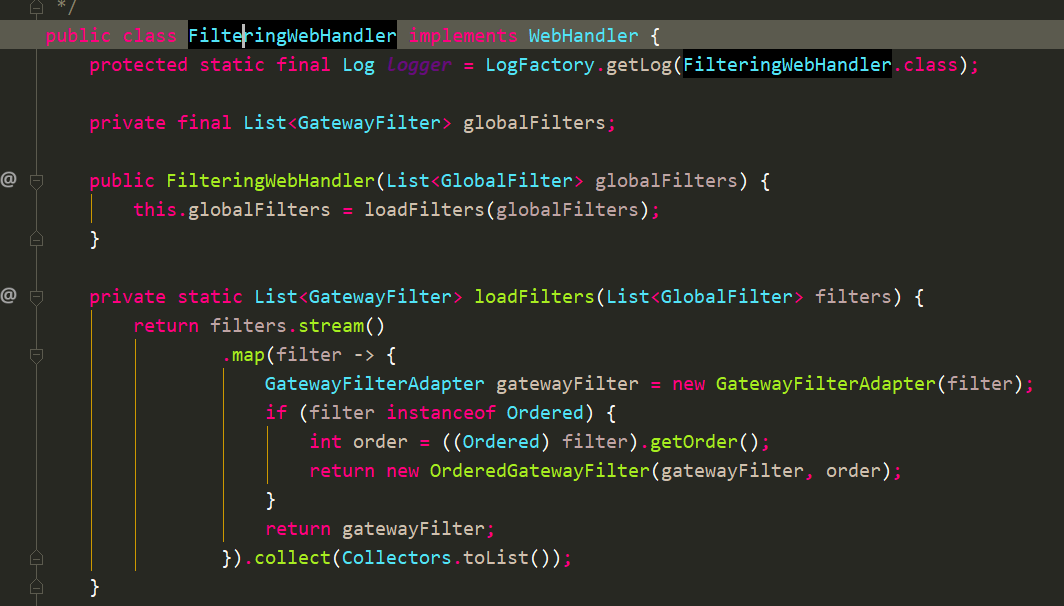 */
public class FilteringWebHandler implements WebHandler {
protected static final Log logger = LogFactory.getLog(FilteringWebHandler.class);
private final List<GatewayFilter> globalFilters;
@ public FilteringWebHandler(List<GlobalFilter> globalFilters) {
this.globalFilters = loadFilters(globalFilters);
}
@ private static List<GatewayFilter> loadFilters(List<GlobalFilter> filters) {
return filters.stream()
.map(filter -> {
GatewayFilterAdapter gatewayFilter = new GatewayFilterAdapter(filter);
if (filter instanceof Ordered) {
int order = ((Ordered) filter).getOrder();
return new OrderedGatewayFilter(gatewayFilter, order);
}
return gatewayFilter;
}).collect(Collectors.toList());
}